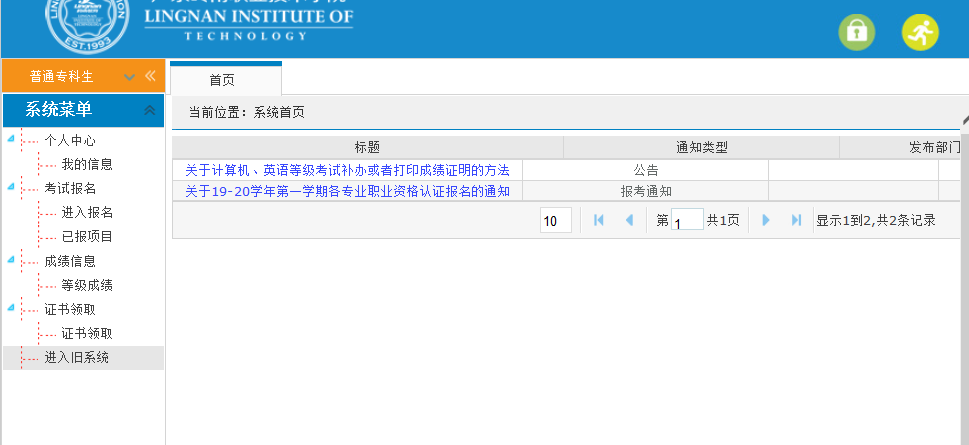 LINGNAN INSTITUTE OF
TECHNOLOGY
EST.1993
普通专科生
首页
系统菜单
当前位置：系统首页
个人中心
我的信息
考试报名
进入报名
已报项目
成绩信息
等级成绩
证书领取
证书领取
进入旧系统
标题 通知类型 发布部门
关于计算机、英语等级考试补办或者打印成绩证明的方法 公告
关于19-20学年第一学期各专业职业资格认证报名的通知 报考通知
10 第 1 共1页 显示1到2,共2条记录